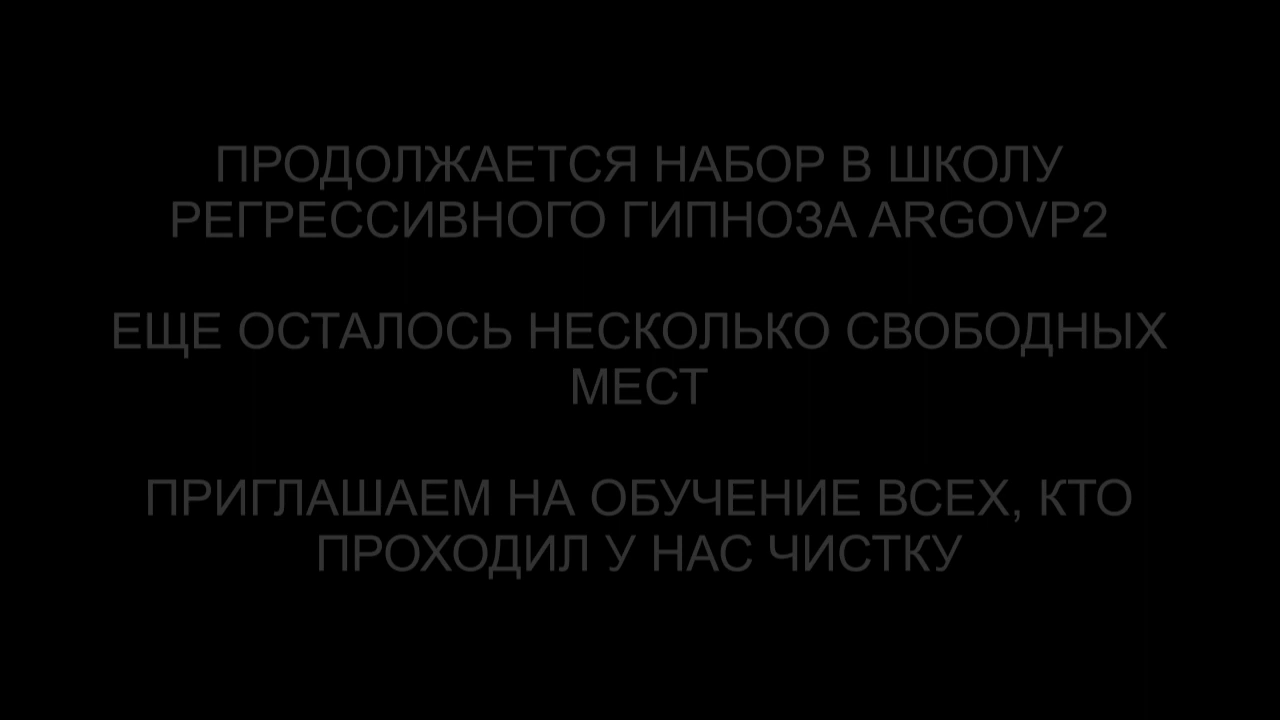 ПРОДОЛЖАЕТСЯ НАБОР В ШКОЛУ
РЕГРЕССИВНОГО ГИПНОЗА ARGOVP2
ЕЩЕ ОСТАЛОСЬ НЕСКОЛЬКО СВОБОДНЫХ
МЕСТ
ПРИГЛАШАЕМ НА ОБУЧЕНИЕ ВСЕХ, КТО
ПРОХОДИЛ У НАС ЧИСТКУ